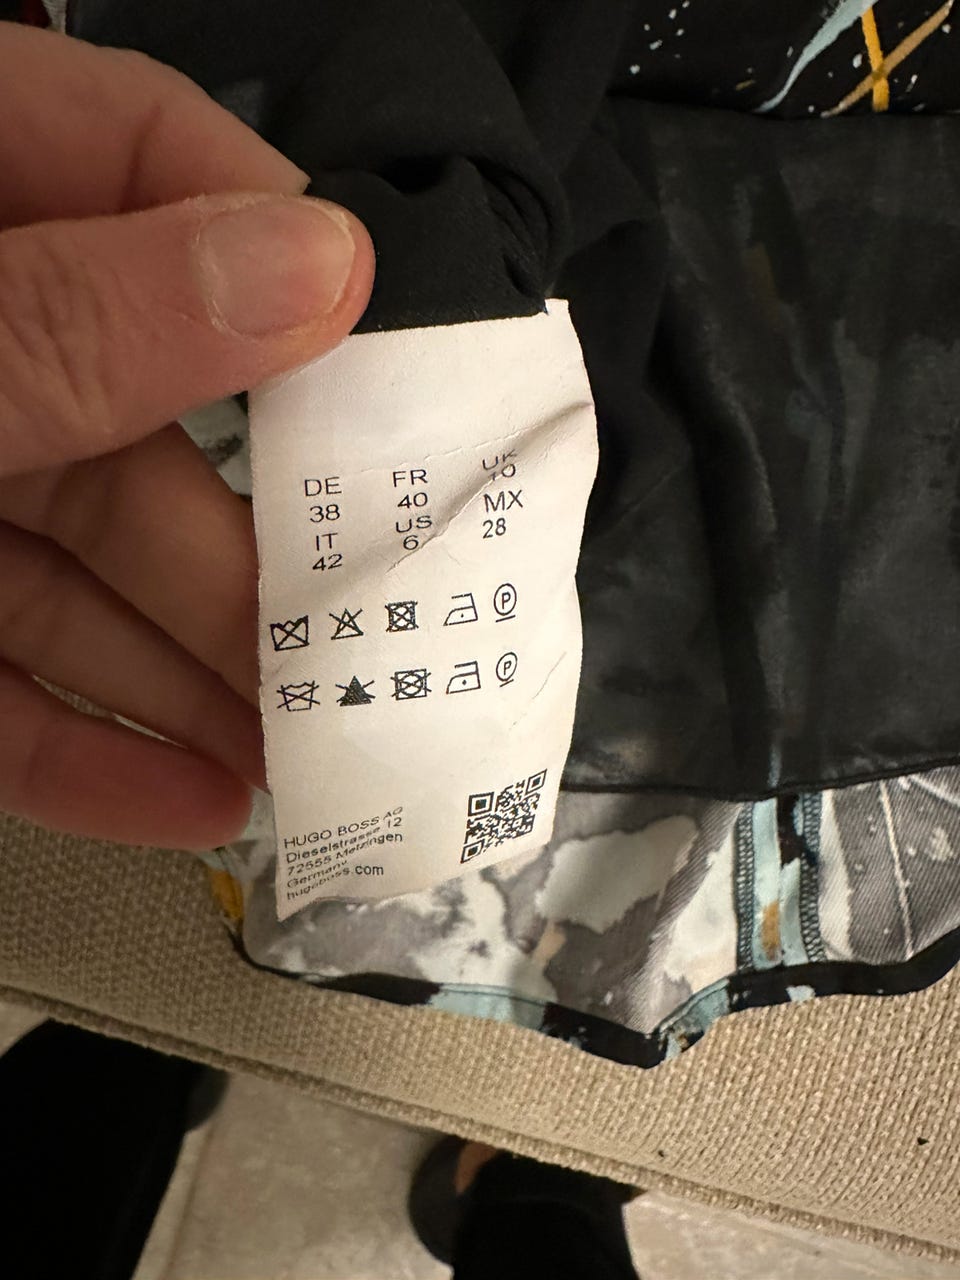 DE FR UK
38 40 10
IT US MX
42 6 28
P
P
HUGO BOSS AG
Dieselstrasse 12
72555 Metzingen
Germany
hugoboss.com